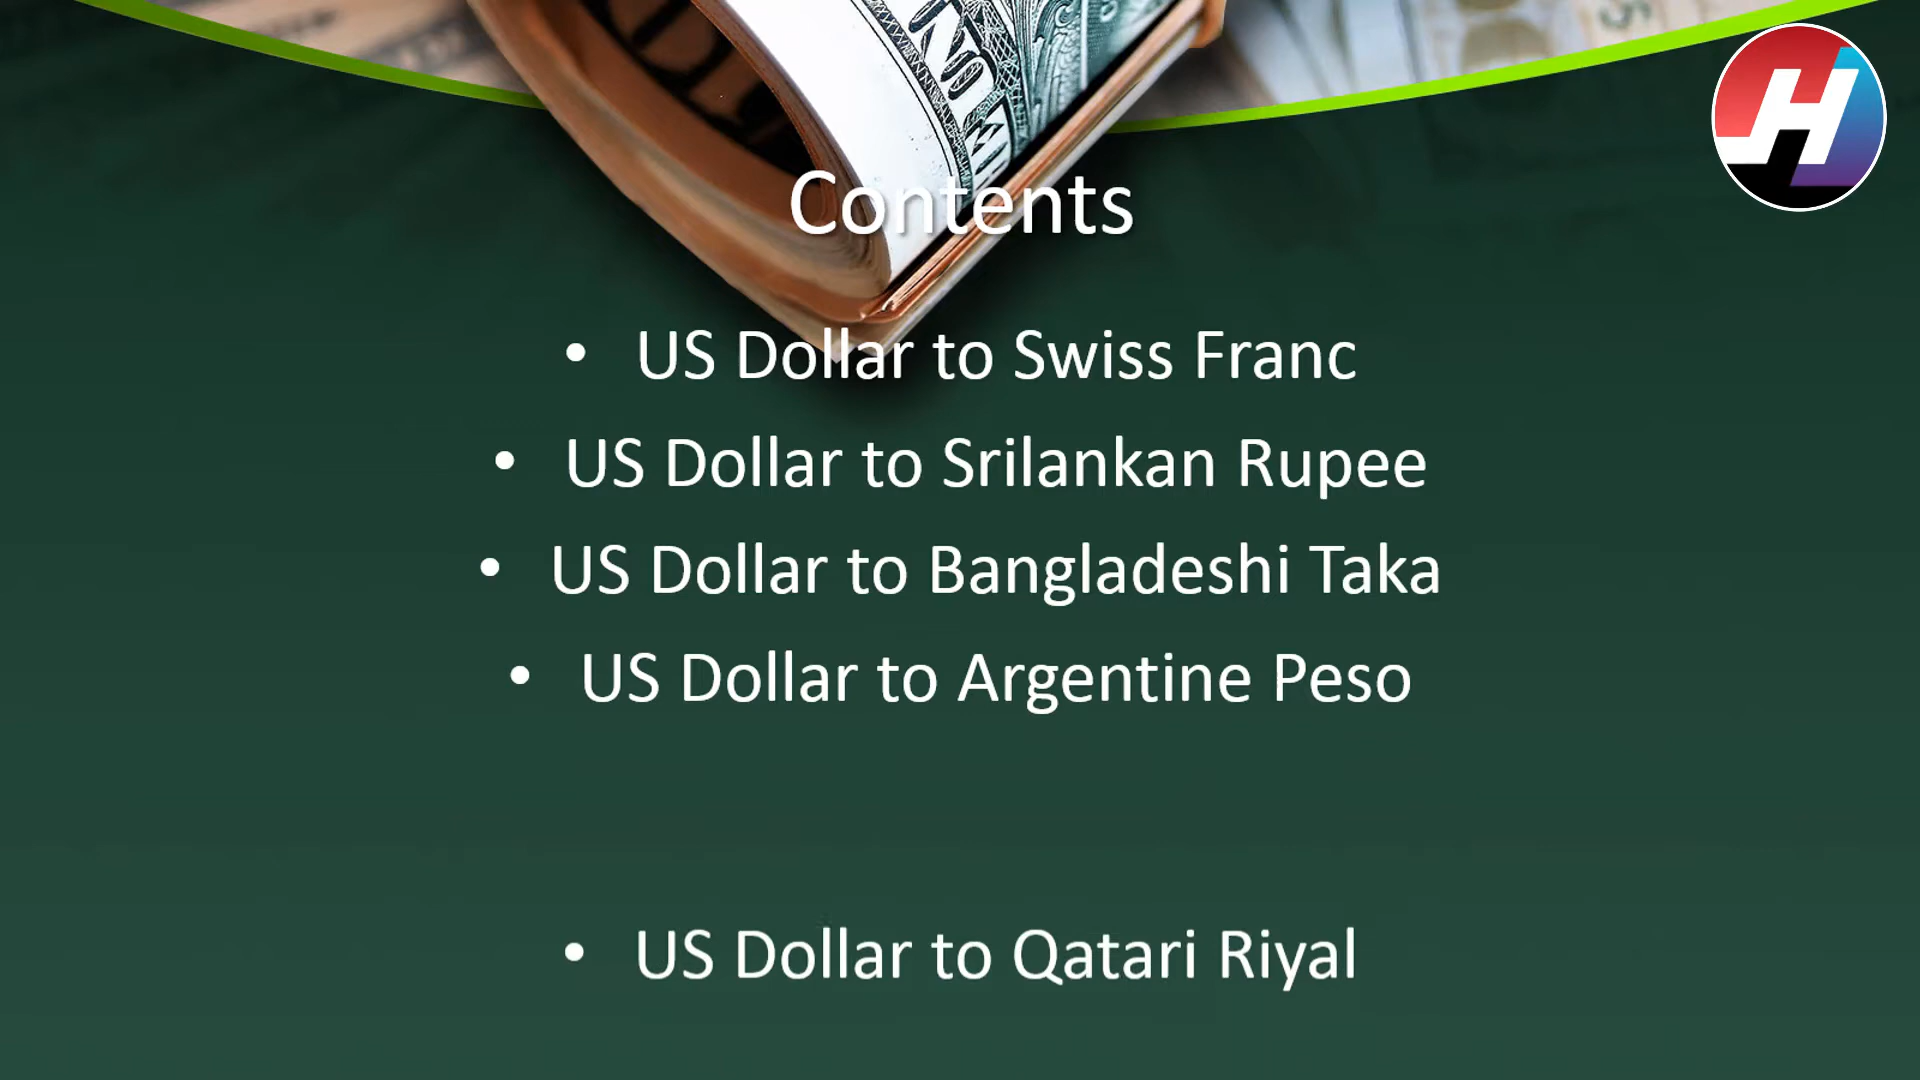 Contents
• US Dollar to Swiss Franc
• US Dollar to Srilankan Rupee
• US Dollar to Bangladeshi Taka
• US Dollar to Argentine Peso
• US Dollar to Qatari Riyal